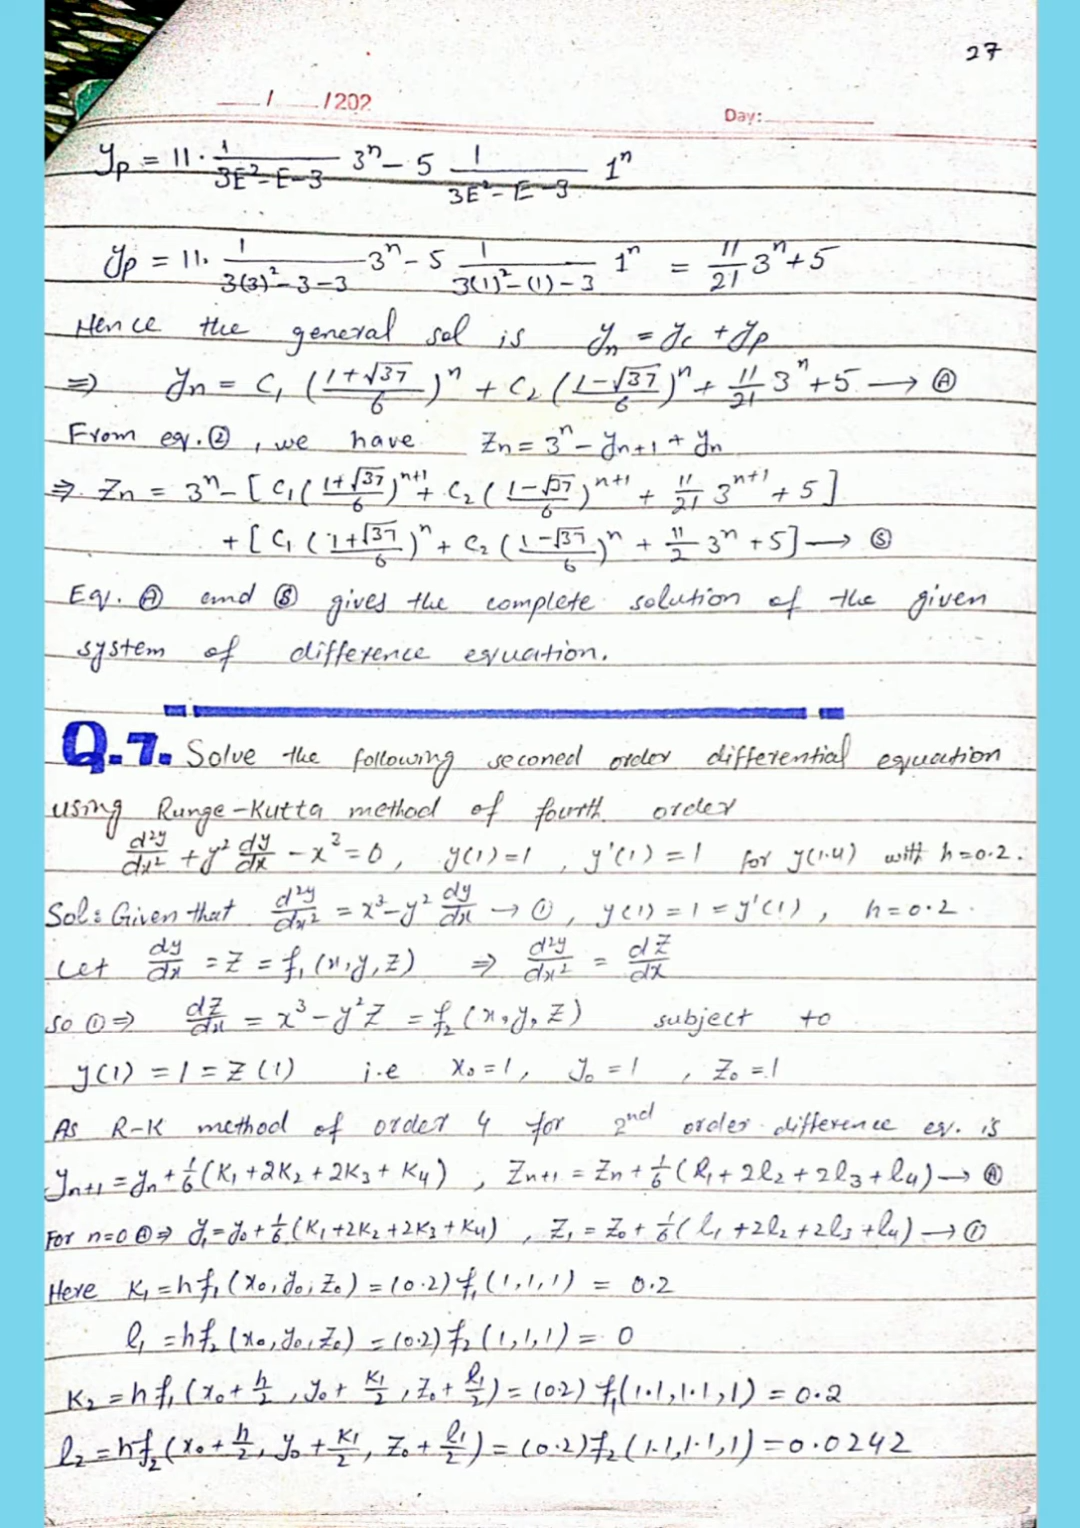 27
/ /202
Day:
yp = 11 · 1/(3E²-E-3) 3ⁿ - 5 1/(3E²-E-3) 1ⁿ
yp = 11. 1/(3(3)²-3-3) 3ⁿ - 5 1/(3(1)²-(1)-3) 1ⁿ = 11/21 3ⁿ+5
Hence the general sol is yn = yc + yp
⇒ yn = C₁ ((1+√37)/6)ⁿ + C₂ ((1-√37)/6)ⁿ + 11/21 3ⁿ+5 → Ⓐ
From eq. ②, we have Zn = 3ⁿ - yn+1 + yn
⇒ Zn = 3ⁿ - [C₁((1+√37)/6)ⁿ⁺¹ + C₂((1-√37)/6)ⁿ⁺¹ + 11/21 3ⁿ⁺¹ + 5]
+ [C₁((1+√37)/6)ⁿ + C₂((1-√37)/6)ⁿ + 11/2 3ⁿ + 5] → Ⓑ
Eq. Ⓐ and Ⓑ gives the complete solution of the given
system of difference equation.
Q.7. Solve the following seconed order differential equation
using Runge-Kutta method of fourth order
d²y/dx² + y² dy/dx - x³ = 0, y(1)=1, y'(1)=1 for y(1.4) with h=0.2.
Sol: Given that d²y/dx² = x³-y² dy/dx → ①, y(1)=1=y'(1), h=0.2.
Let dy/dx = Z = f₁(x,y,Z) ⇒ d²y/dx² = dZ/dx
so ①⇒ dZ/dx = x³-y²Z = f₂(x,y,Z) subject to
y(1) = 1 = Z(1) i.e x₀=1, y₀=1, Z₀=1
As R-K method of order 4 for 2nd order difference eq. is
yn+1 = yn + 1/6(K₁+2K₂+2K₃+K₄), Zn+1 = Zn + 1/6(l₁+2l₂+2l₃+l₄) → Ⓐ
For n=0 Ⓐ⇒ y₁=y₀+1/6(K₁+2K₂+2K₃+K₄), Z₁=Z₀+1/6(l₁+2l₂+2l₃+l₄) → ①
Here K₁=hf₁(x₀,y₀,Z₀)=(0.2)f₁(1,1,1) = 0.2
l₁=hf₂(x₀,y₀,Z₀)=(0.2)f₂(1,1,1)=0
K₂=hf₁(x₀+h/2, y₀+K₁/2, Z₀+l₁/2)=(0.2)f₁(1.1,1.1,1)=0.2
l₂=hf₂(x₀+h/2, y₀+K₁/2, Z₀+l₁/2)=(0.2)f₂(1.1,1.1,1)=0.0242